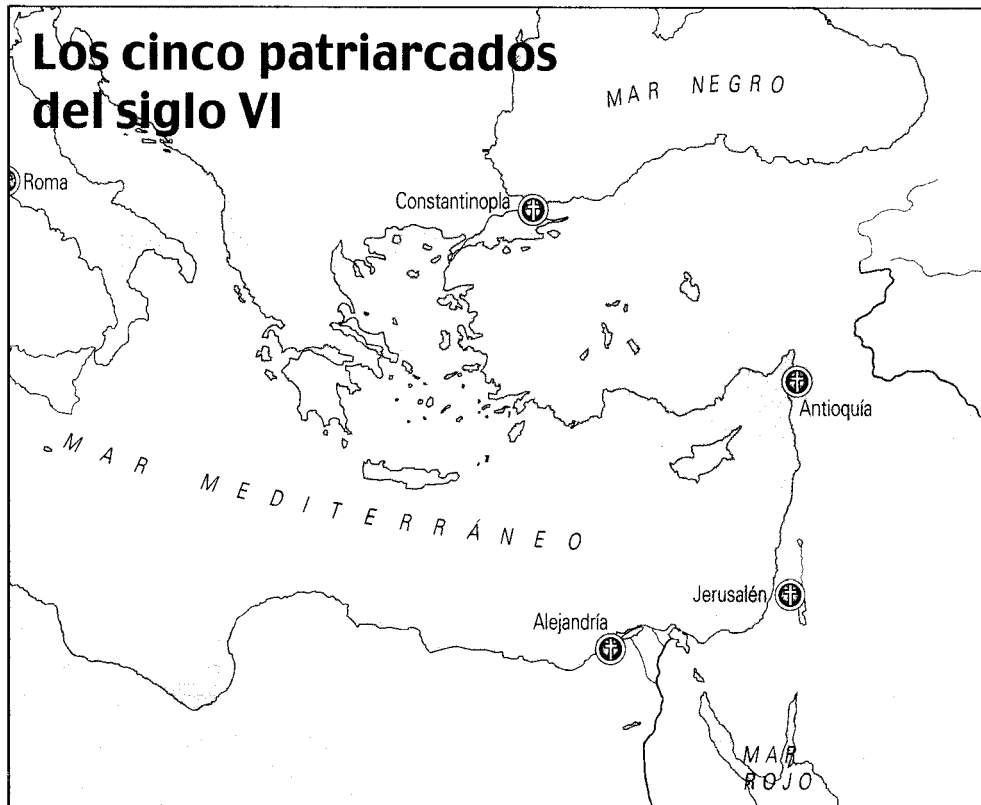 Los cinco patriarcados
del siglo VI
MAR NEGRO
Roma
Constantinopla
Antioquía
MAR MEDITERRÁNEO
Jerusalén
Alejandría
MAR
ROJO